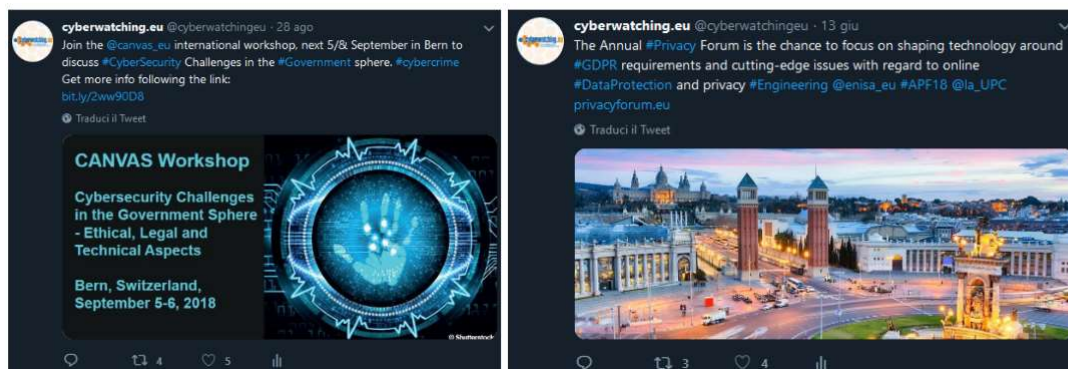 cyberwatching.eu @cyberwatchingeu · 28 ago
Join the @canvas_eu international workshop, next 5/& September in Bern to
discuss #CyberSecurity Challenges in the #Government sphere. #cybercrime
Get more info following the link:
bit.ly/2ww90D8
Traduci il Tweet
CANVAS Workshop
Cybersecurity Challenges
in the Government Sphere
- Ethical, Legal and
Technical Aspects
Bern, Switzerland,
September 5-6, 2018
© Shutterstock
4 5
cyberwatching.eu @cyberwatchingeu · 13 giu
The Annual #Privacy Forum is the chance to focus on shaping technology around
#GDPR requirements and cutting-edge issues with regard to online
#DataProtection and privacy #Engineering @enisa_eu #APF18 @la_UPC
privacyforum.eu
Traduci il Tweet
3 4